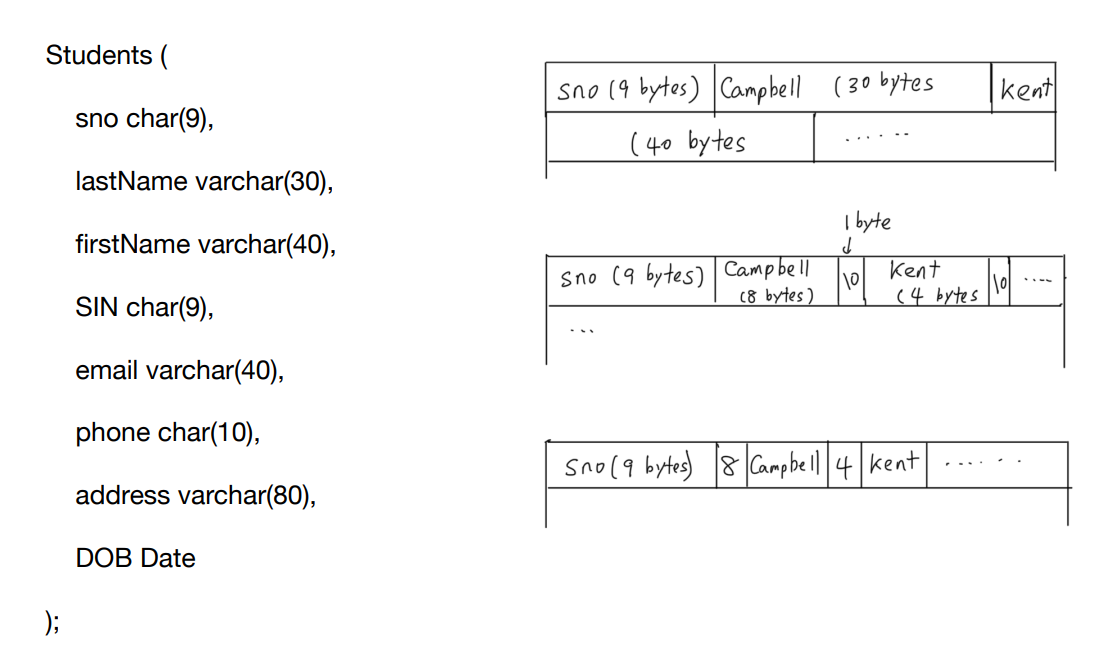 Students (
sno char(9),
lastName varchar(30),
firstName varchar(40),
SIN char(9),
email varchar(40),
phone char(10),
address varchar(80),
DOB Date
);
sno (9 bytes) Campbell (30 bytes kent
(40 bytes ......
1 byte
sno (9 bytes) Campbell (8 bytes) \0 kent (4 bytes \0 ....
...
sno (9 bytes) 8 Campbell 4 kent ......